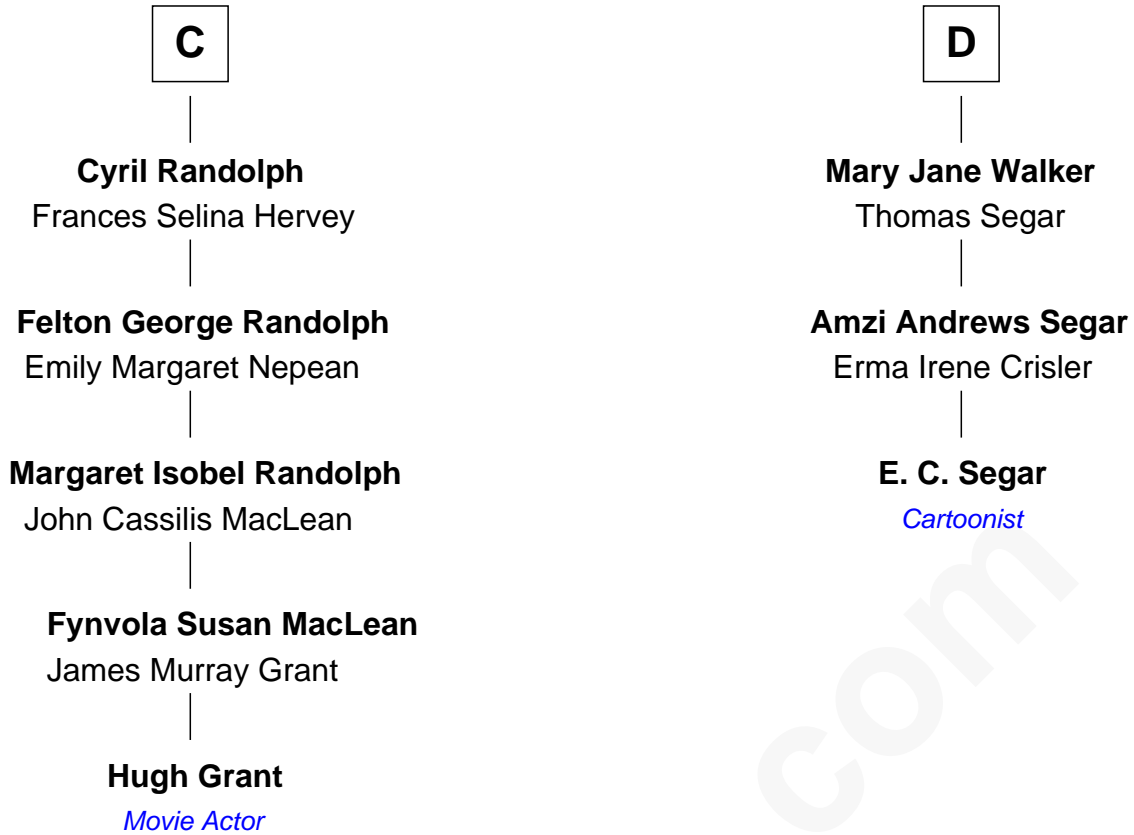 C
Cyril Randolph
Frances Selina Hervey
Felton George Randolph
Emily Margaret Nepean
Margaret Isobel Randolph
John Cassilis MacLean
Fynvola Susan MacLean
James Murray Grant
Hugh Grant
Movie Actor
D
Mary Jane Walker
Thomas Segar
Amzi Andrews Segar
Erma Irene Crisler
E. C. Segar
Cartoonist
com